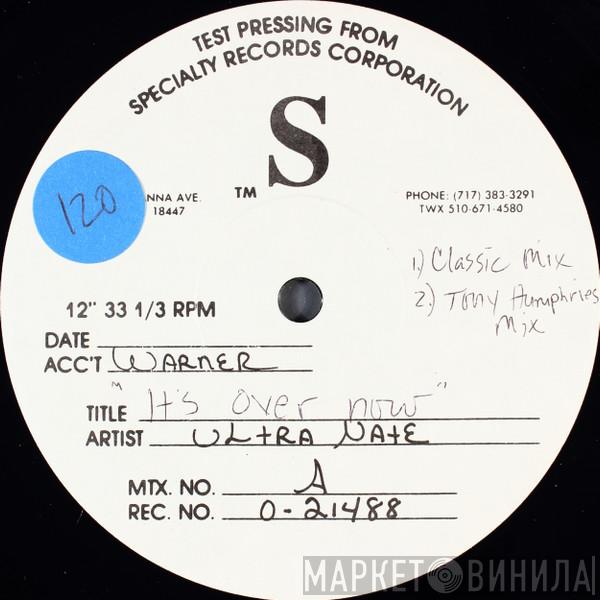 TEST PRESSING FROM
SPECIALTY RECORDS CORPORATION
S
TM
120
ANNA AVE.
18447
PHONE: (717) 383-3291
TWX 510-671-4580
1) Classic Mix
2.) Tony Humphries
Mix
12" 33 1/3 RPM
DATE
ACC'T WARNER
TITLE "It's over now"
ARTIST ULtRA NAtE
MTX. NO. A
REC. NO. 0-21488
МАРКЕТ ВИНИЛА